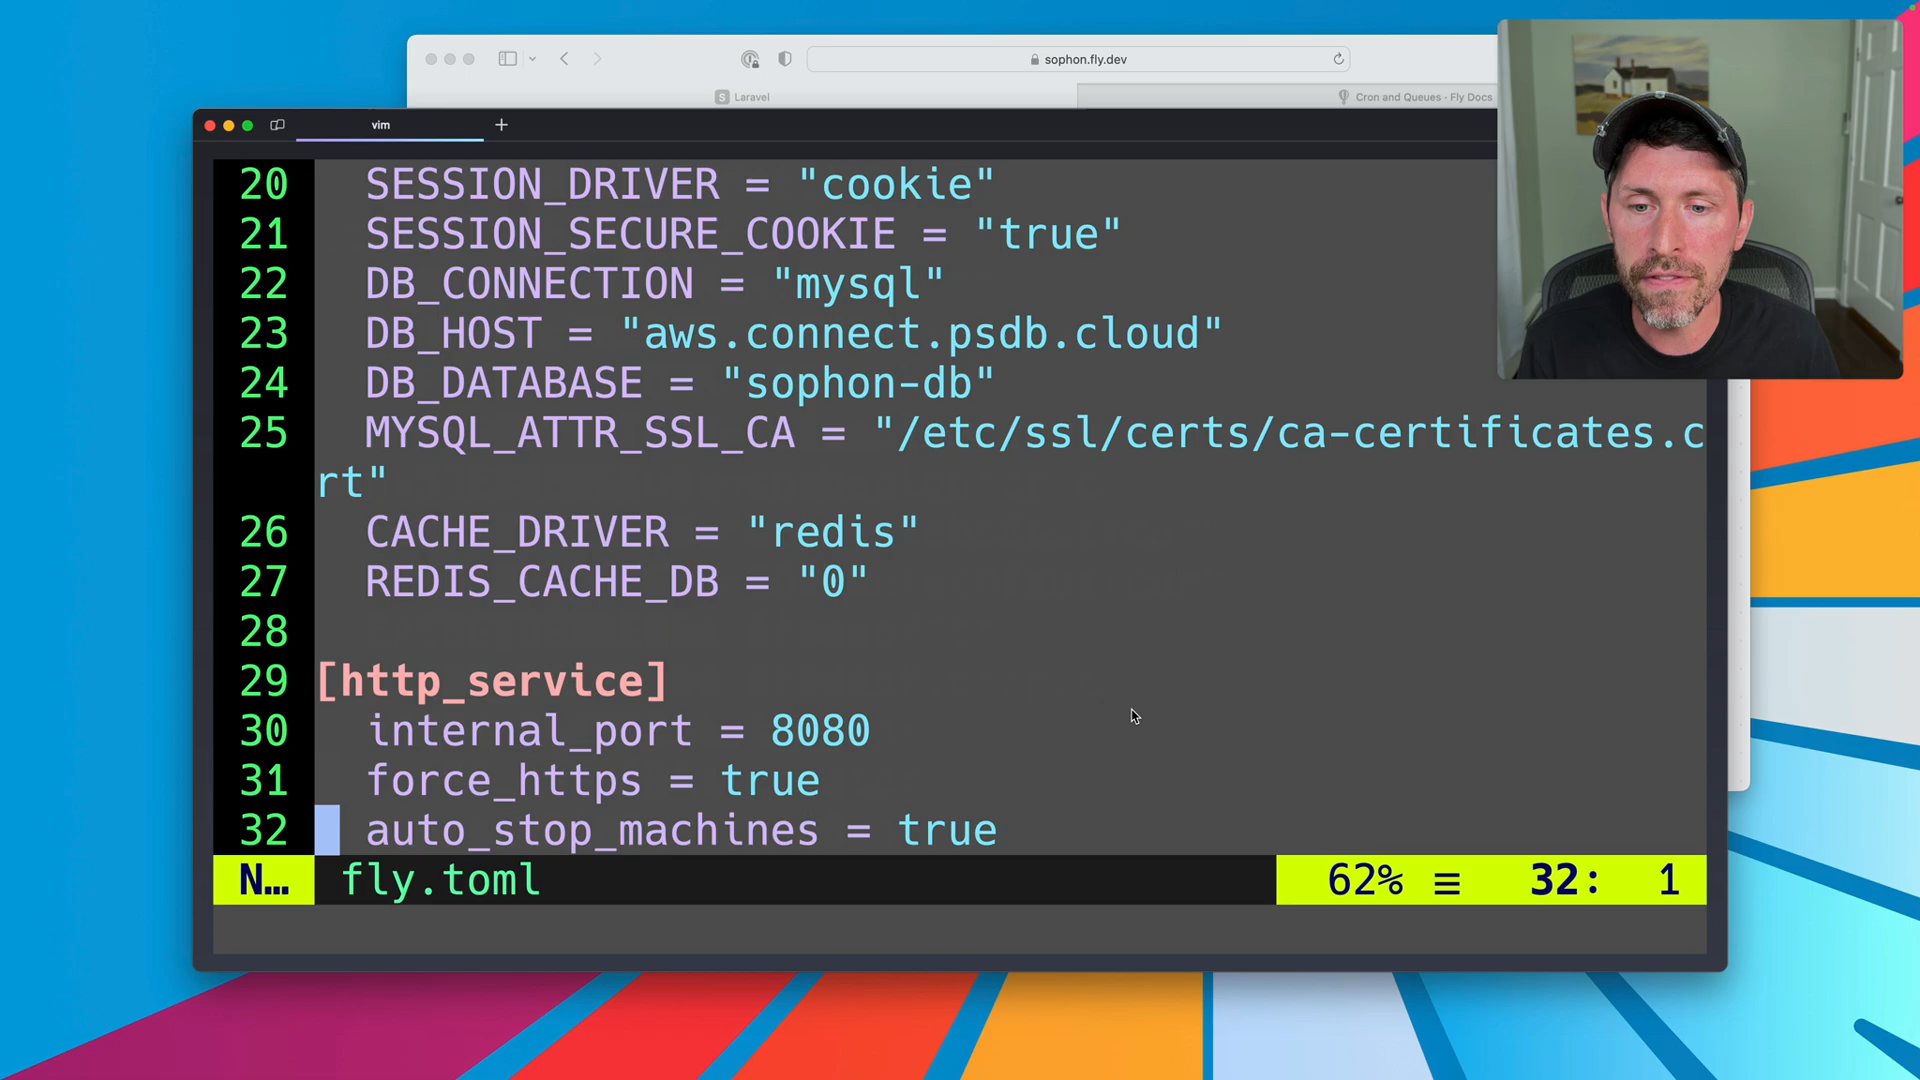 sophon.fly.dev
Laravel
Cron and Queues · Fly Docs
vim
20 SESSION_DRIVER = "cookie"
21 SESSION_SECURE_COOKIE = "true"
22 DB_CONNECTION = "mysql"
23 DB_HOST = "aws.connect.psdb.cloud"
24 DB_DATABASE = "sophon-db"
25 MYSQL_ATTR_SSL_CA = "/etc/ssl/certs/ca-certificates.c
rt"
26 CACHE_DRIVER = "redis"
27 REDIS_CACHE_DB = "0"
28
29 [http_service]
30 internal_port = 8080
31 force_https = true
32 auto_stop_machines = true
N… fly.toml 62% ≡ 32: 1